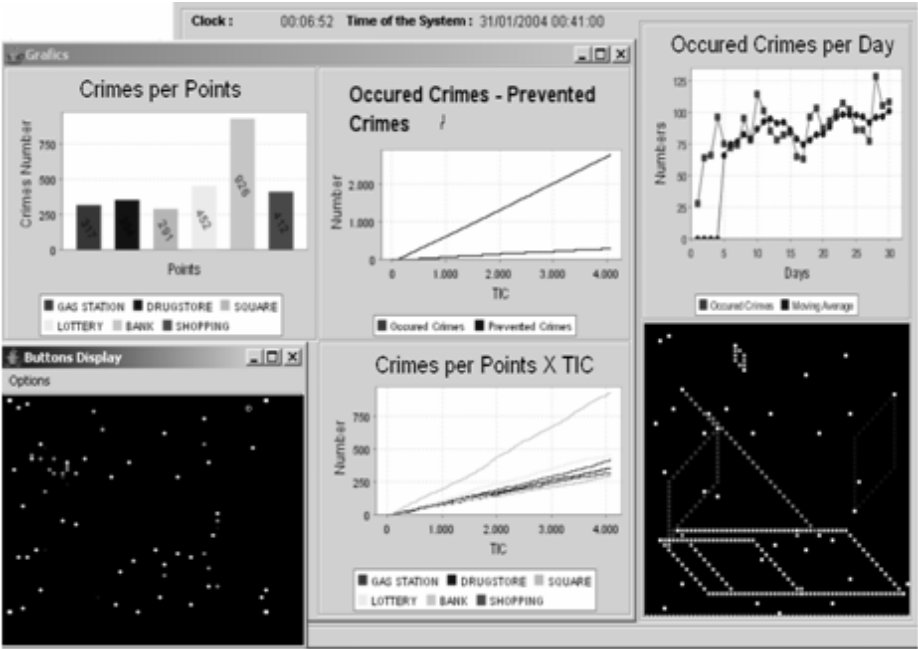 Clock : 00:06:52 Time of the System : 31/01/2004 00:41:00
Grafics
Crimes per Points
Crimes Number
750
500
250
0
317
291
452
926
412
Points
GAS STATION DRUGSTORE SQUARE
LOTTERY BANK SHOPPING
Occured Crimes - Prevented
Crimes
Number
2.000
1.000
0
0 1.000 2.000 3.000 4.000
TIC
Occured Crimes Prevented Crimes
Occured Crimes per Day
Numbers
125
100
75
50
25
0
0 5 10 15 20 25 30
Days
Occured Crimes Moving Average
Buttons Display
Options
Crimes per Points X TIC
Number
750
500
250
0
0 1.000 2.000 3.000 4.000
TIC
GAS STATION DRUGSTORE SQUARE
LOTTERY BANK SHOPPING